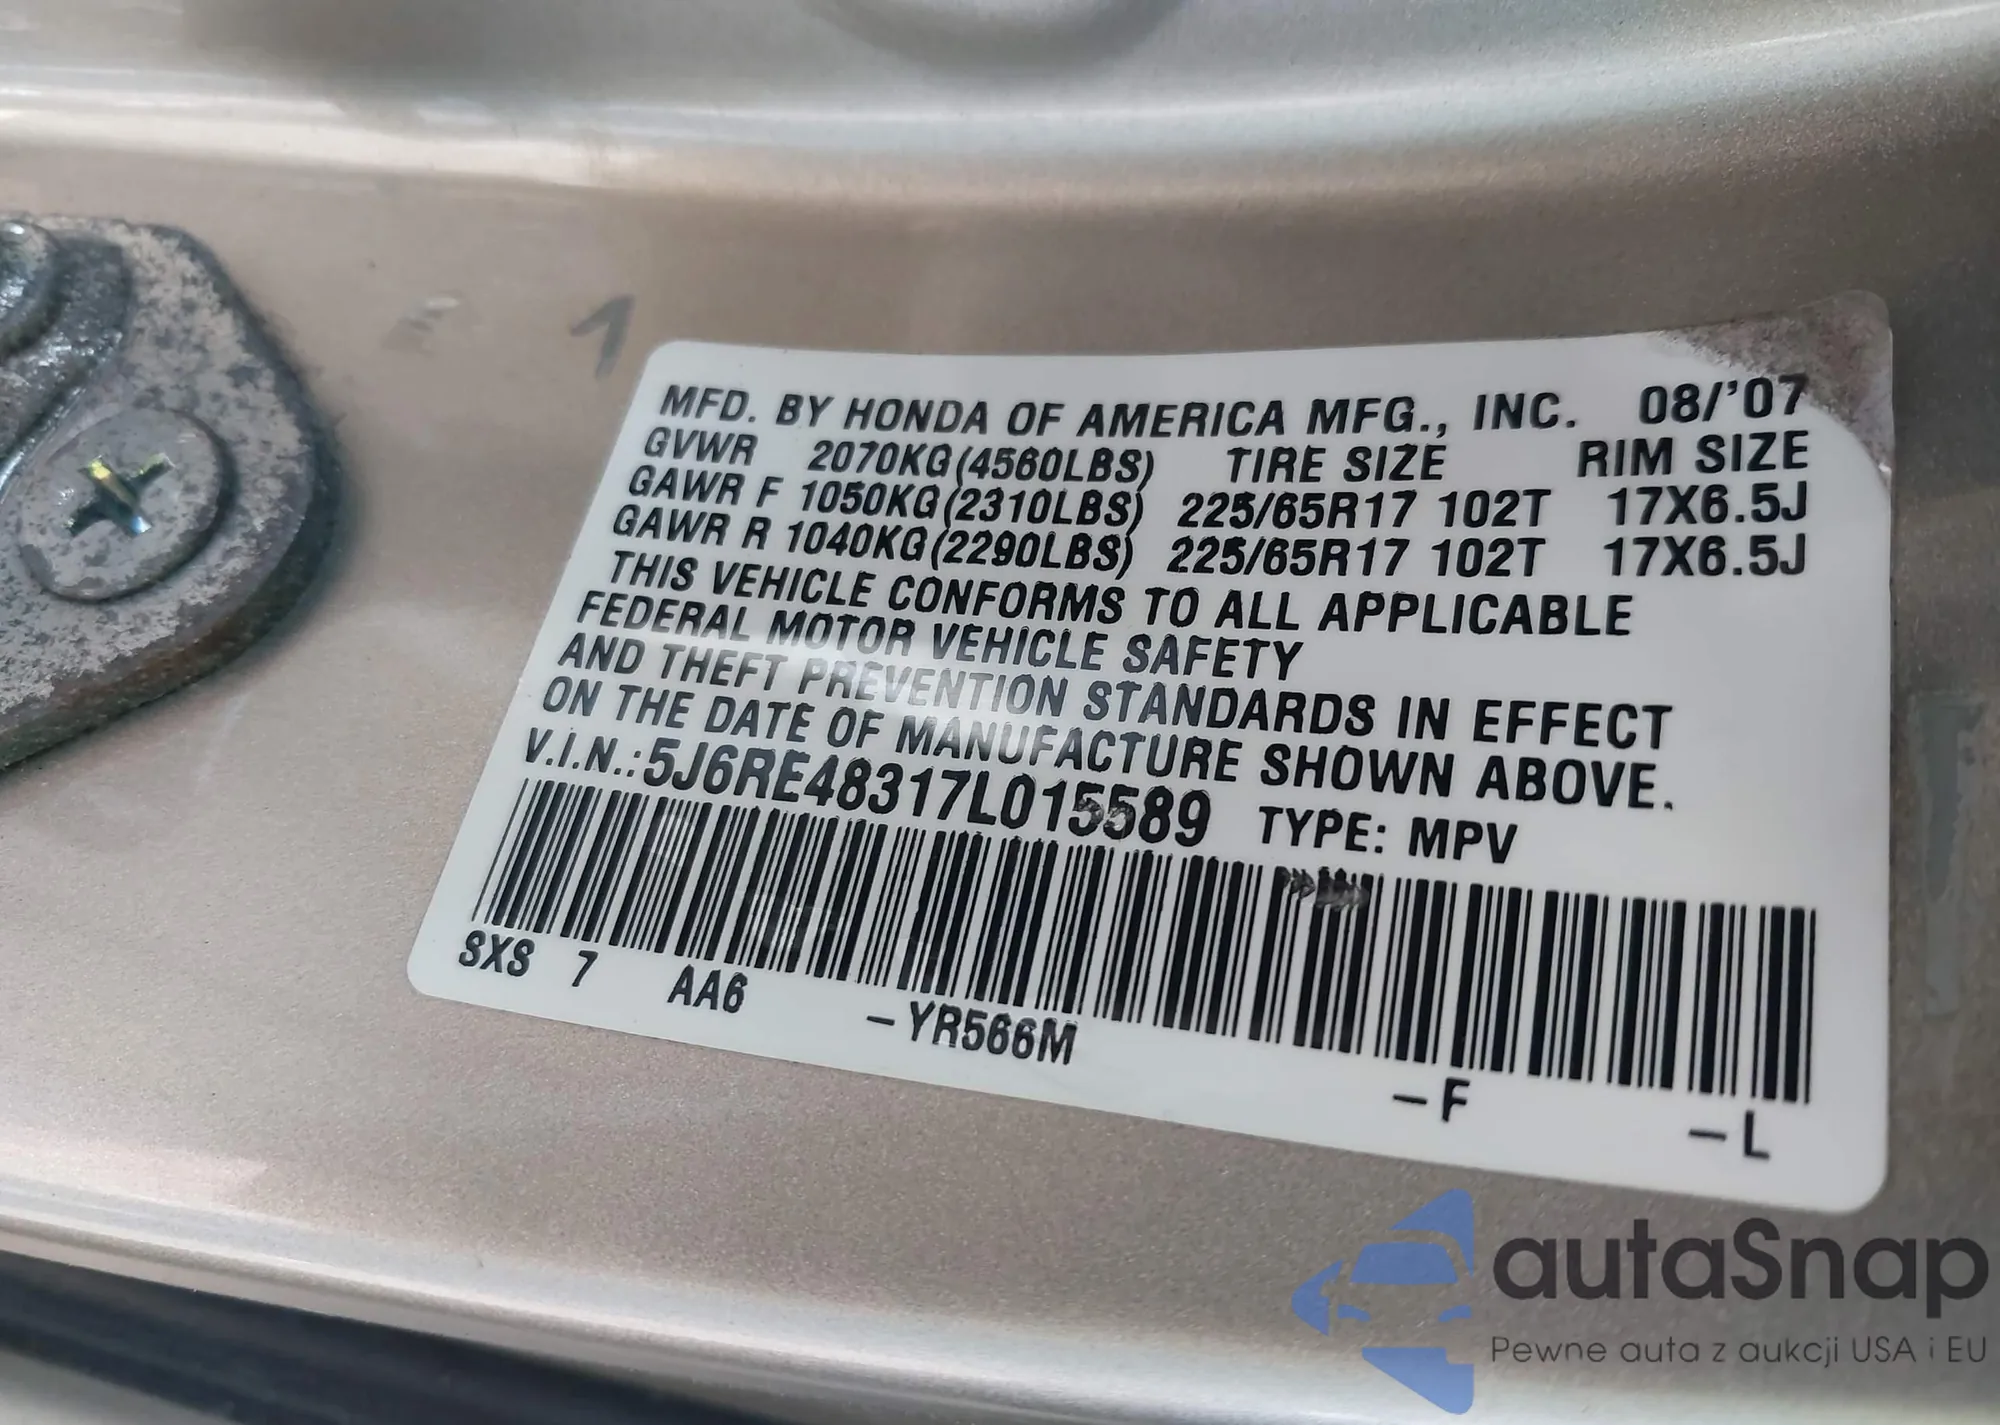 1
MFD. BY HONDA OF AMERICA MFG., INC. 08/'07
GVWR 2070KG(4560LBS) TIRE SIZE RIM SIZE
GAWR F 1050KG(2310LBS) 225/65R17 102T 17X6.5J
GAWR R 1040KG(2290LBS) 225/65R17 102T 17X6.5J
THIS VEHICLE CONFORMS TO ALL APPLICABLE
FEDERAL MOTOR VEHICLE SAFETY
AND THEFT PREVENTION STANDARDS IN EFFECT
ON THE DATE OF MANUFACTURE SHOWN ABOVE.
V.I.N.:5J6RE48317L015589 TYPE: MPV
SXS 7 AA6 -YR566M -F -L
autaSnap
Pewne auta z aukcji USA i EU